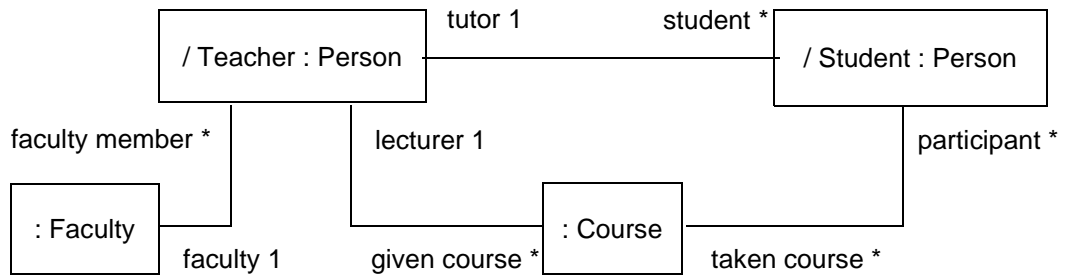 tutor 1
student *
/ Teacher : Person
/ Student : Person
faculty member *
lecturer 1
participant *
: Faculty
: Course
faculty 1
given course *
taken course *